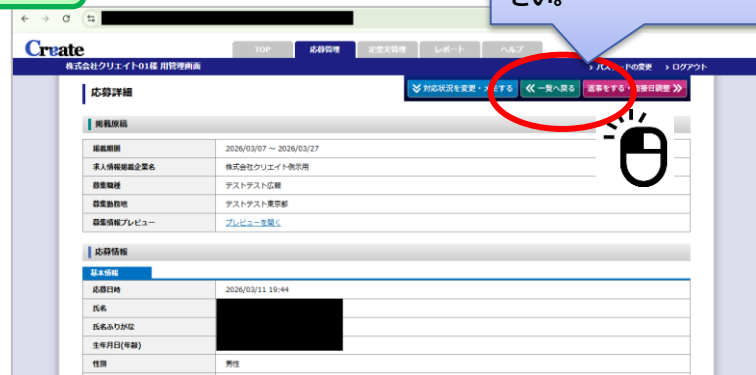 さい。
Create
TOP 応募管理 定型文管理 レポート ヘルプ
株式会社クリエイト01様 用管理画面
ドの変更 › ログアウト
応募詳細
対応状況を変更・メモする 一覧へ戻る 返事をする・面接日調整
掲載原稿
掲載期間 2026/03/07 ～ 2026/03/27
求人情報掲載企業名 株式会社クリエイト例示用
募集職種 テストテスト広報
募集勤務地 テストテスト東京都
募集情報プレビュー プレビューを開く
応募情報
基本情報
応募日時 2026/03/11 19:44
氏名
氏名ふりがな
生年月日(年齢)
性別 男性